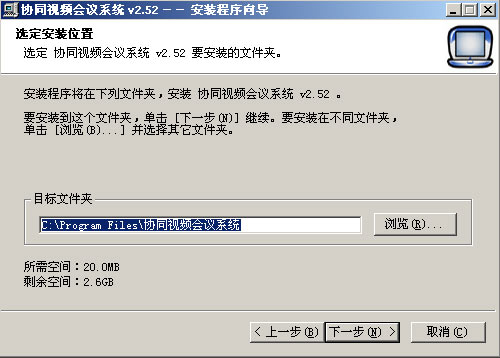 协同视频会议系统 v2.52 －－ 安装程序向导
选定安装位置
选定 协同视频会议系统 v2.52 要安装的文件夹。
安装程序将在下列文件夹，安装 协同视频会议系统 v2.52 。
要安装到这个文件夹，单击 [下一步(N)] 继续。要安装在不同文件夹，
单击 [浏览(B)...] 并选择其它文件夹。
目标文件夹
C:\Program Files\协同视频会议系统
浏览(R)...
所需空间：20.0MB
剩余空间：2.6GB
< 上一步(B) 下一步(N) > 取消(C)